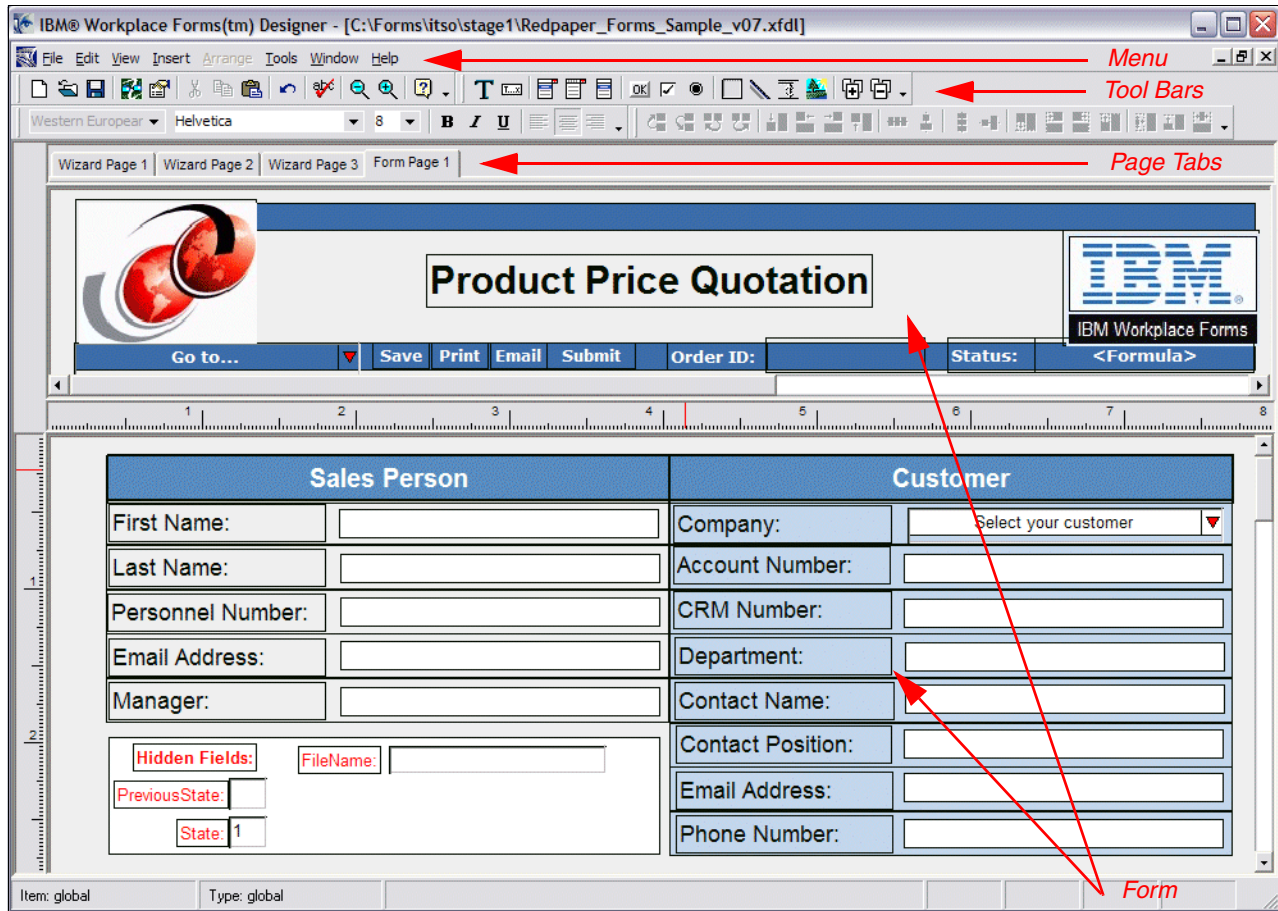 IBM® Workplace Forms(tm) Designer - [C:\Forms\itso\stage1\Redpaper_Forms_Sample_v07.xfdl]
File Edit View Insert Arrange Tools Window Help
Menu
abc
?
T
OK
Tool Bars
Western European
Helvetica
8
B I U
Wizard Page 1 Wizard Page 2 Wizard Page 3 Form Page 1
Page Tabs
Product Price Quotation
IBM
IBM Workplace Forms
Go to... Save Print Email Submit Order ID: Status: <Formula>
1 2 3 4 5 6 7 8
Sales Person Customer
First Name: Company: Select your customer
Last Name: Account Number:
1
Personnel Number: CRM Number:
Email Address: Department:
Manager: Contact Name:
2
Hidden Fields: FileName: Contact Position:
PreviousState: Email Address:
State: 1 Phone Number:
Form
Item: global Type: global